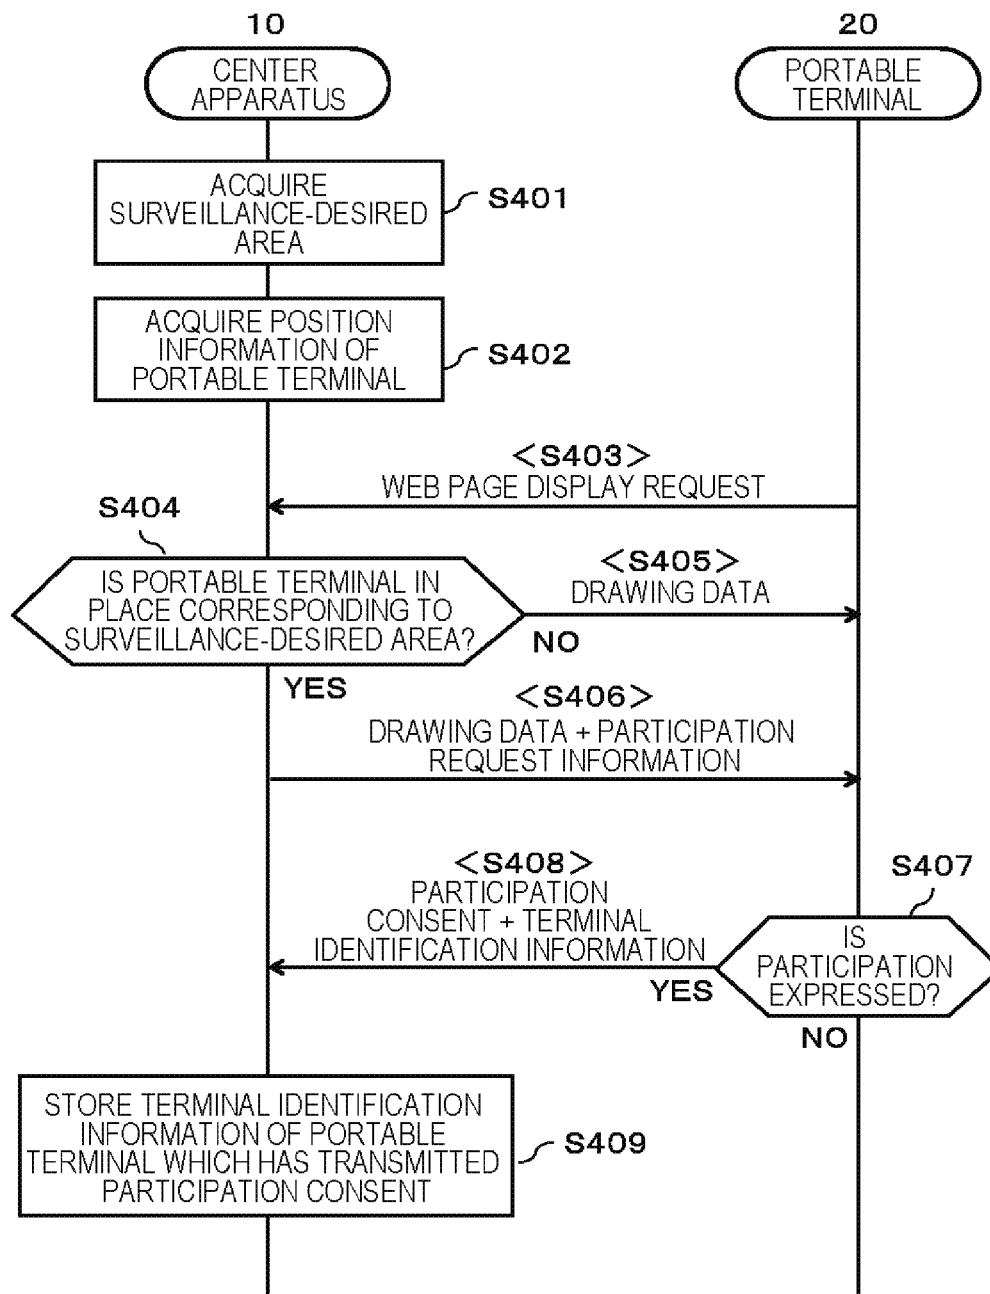 10
CENTER
APPARATUS
20
PORTABLE
TERMINAL
ACQUIRE
SURVEILLANCE-DESIRED
AREA
S401
ACQUIRE POSITION
INFORMATION OF
PORTABLE TERMINAL
S402
<S403>
WEB PAGE DISPLAY REQUEST
S404
IS PORTABLE TERMINAL IN
PLACE CORRESPONDING TO
SURVEILLANCE-DESIRED AREA?
<S405>
DRAWING DATA
NO
YES
<S406>
DRAWING DATA + PARTICIPATION
REQUEST INFORMATION
S407
IS
PARTICIPATION
EXPRESSED?
<S408>
PARTICIPATION
CONSENT + TERMINAL
IDENTIFICATION INFORMATION
YES
NO
STORE TERMINAL IDENTIFICATION
INFORMATION OF PORTABLE
TERMINAL WHICH HAS TRANSMITTED
PARTICIPATION CONSENT
S409